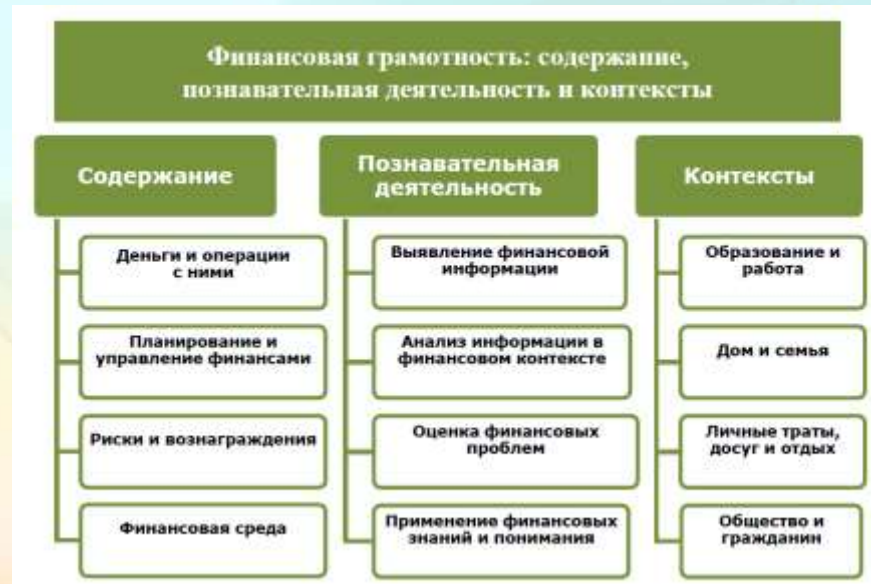 Финансовая грамотность: содержание,
познавательная деятельность и контексты
Содержание
Деньги и операции
с ними
Планирование и
управление финансами
Риски и вознаграждения
Финансовая среда
Познавательная
деятельность
Выявление финансовой
информации
Анализ информации в
финансовом контексте
Оценка финансовых
проблем
Применение финансовых
знаний и понимания
Контексты
Образование и
работа
Дом и семья
Личные траты,
досуг и отдых
Общество и
гражданин